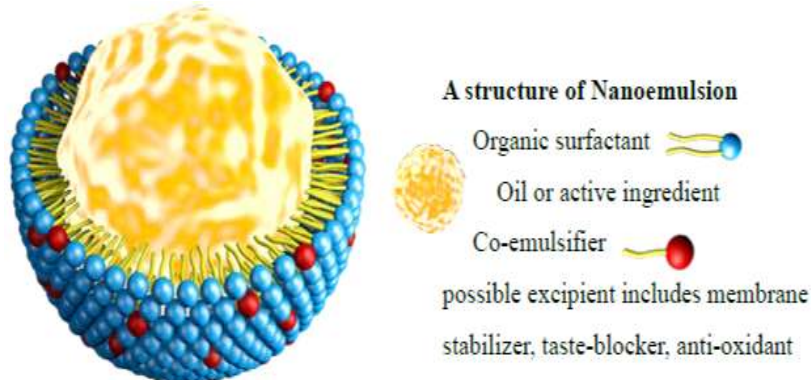 A structure of Nanoemulsion
Organic surfactant
Oil or active ingredient
Co-emulsifier
possible excipient includes membrane
stabilizer, taste-blocker, anti-oxidant